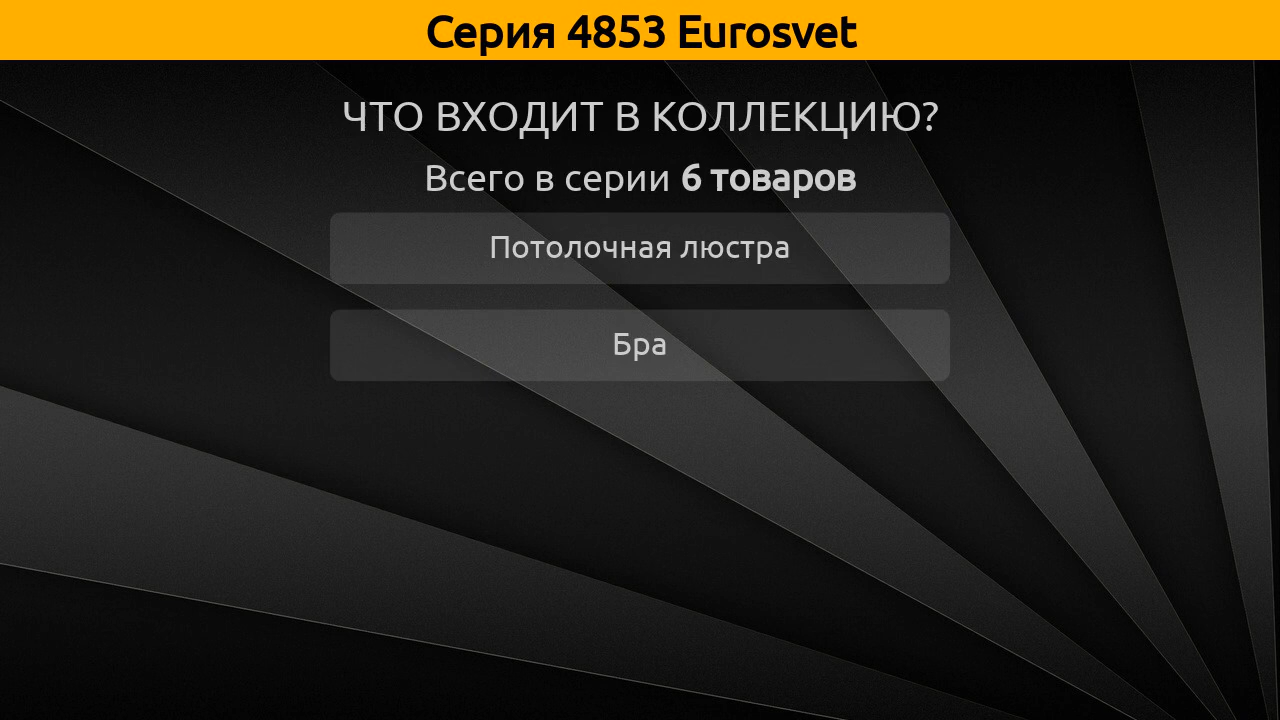 Серия 4853 Eurosvet
ЧТО ВХОДИТ В КОЛЛЕКЦИЮ?
Всего в серии 6 товаров
Потолочная люстра
Бра